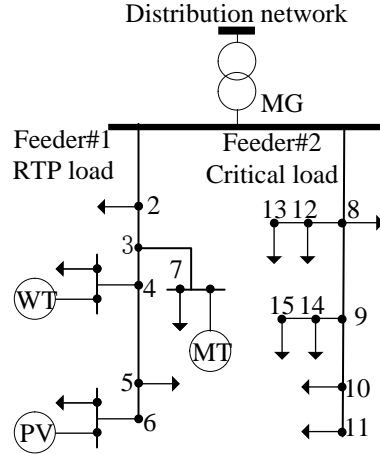 Distribution network
MG
Feeder#1
RTP load
Feeder#2
Critical load
2
3
4
5
6
7
WT
MT
PV
13 12 8
15 14 9
10
11